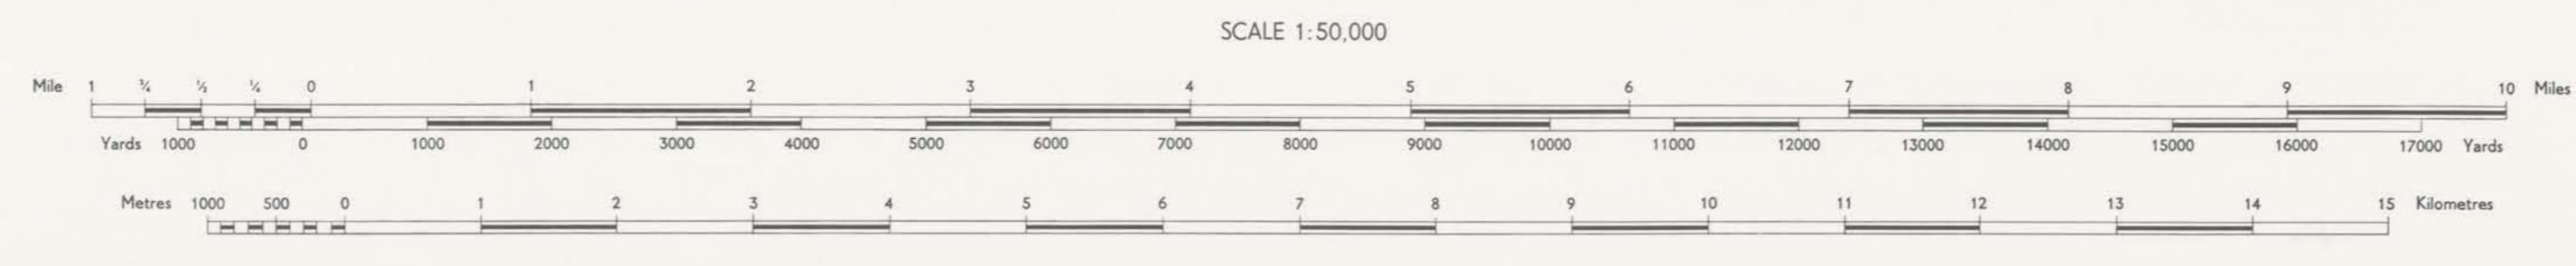 SCALE 1:50,000
Mile 1 ¾ ½ ¼ 0 1 2 3 4 5 6 7 8 9 10 Miles
Yards 1000 0 1000 2000 3000 4000 5000 6000 7000 8000 9000 10000 11000 12000 13000 14000 15000 16000 17000 Yards
Metres 1000 500 0 1 2 3 4 5 6 7 8 9 10 11 12 13 14 15 Kilometres